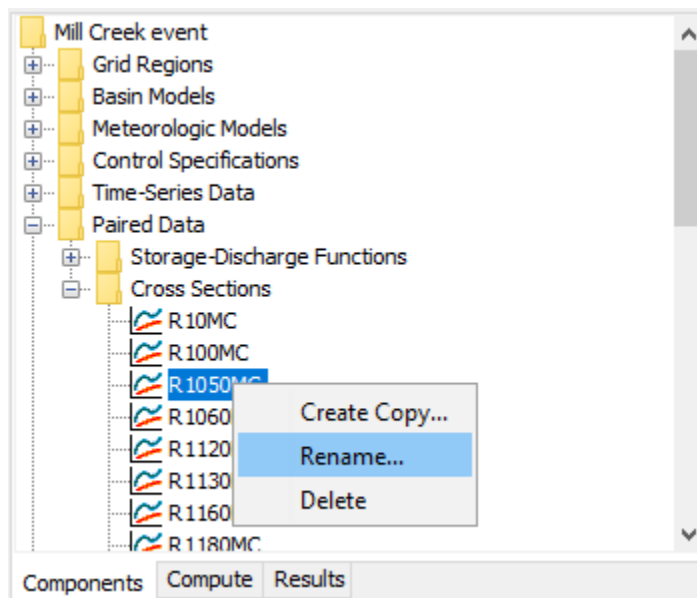 Mill Creek event
Grid Regions
Basin Models
Meteorologic Models
Control Specifications
Time-Series Data
Paired Data
Storage-Discharge Functions
Cross Sections
R10MC
R100MC
R1050MC
Create Copy...
R1060
Rename...
R1120
R1130
Delete
R1160
R1180MC
Components Compute Results